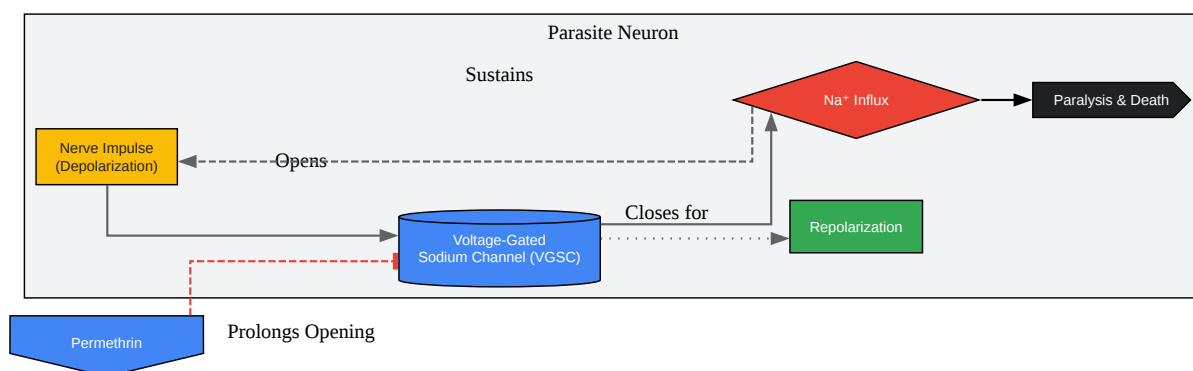 Parasite Neuron
Sustains
Na⁺ Influx
Paralysis & Death
Nerve Impulse
(Depolarization)
Opens
Closes for
Voltage-Gated
Sodium Channel (VGSC)
Repolarization
Prolongs Opening
Permethrin